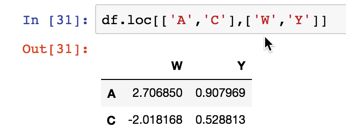 In [31]: df.loc[['A','C'],['W','Y']]
Out[31]:
W Y
A 2.706850 0.907969
C -2.018168 0.528813